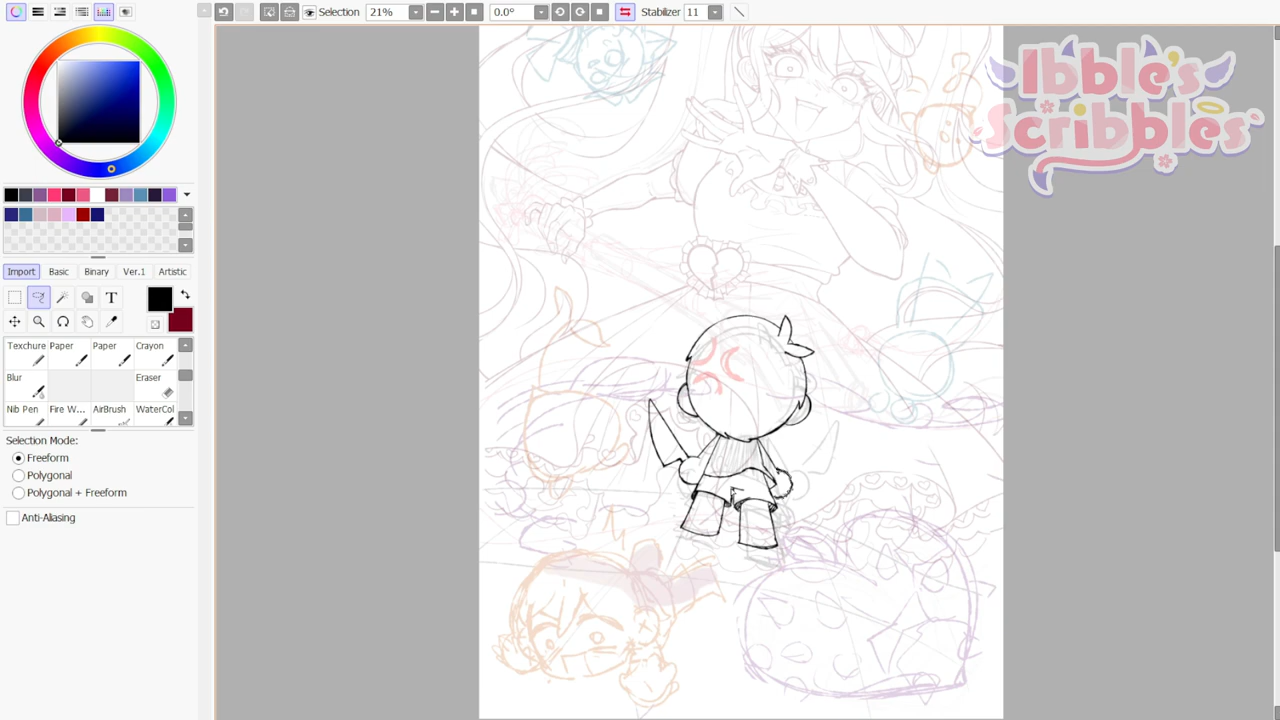 Selection 21% 0.0° Stabilizer 11
Ibble's
Scribbles
Import Basic Binary Ver.1 Artistic
T
Texchure Paper Paper Crayon
Blur Eraser
Nib Pen Fire W... AirBrush WaterCol
Selection Mode:
Freeform
Polygonal
Polygonal + Freeform
Anti-Aliasing